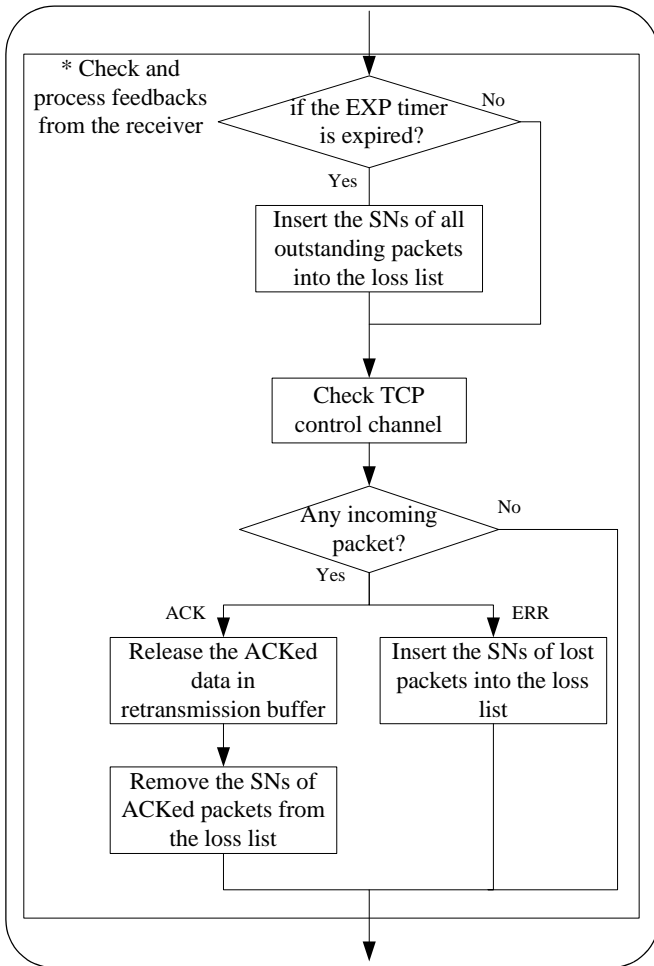 * Check and
process feedbacks
from the receiver
if the EXP timer
is expired?
No
Yes
Insert the SNs of all
outstanding packets
into the loss list
Check TCP
control channel
Any incoming
packet?
No
Yes
ACK
ERR
Release the ACKed
data in
retransmission buffer
Insert the SNs of lost
packets into the loss
list
Remove the SNs of
ACKed packets from
the loss list